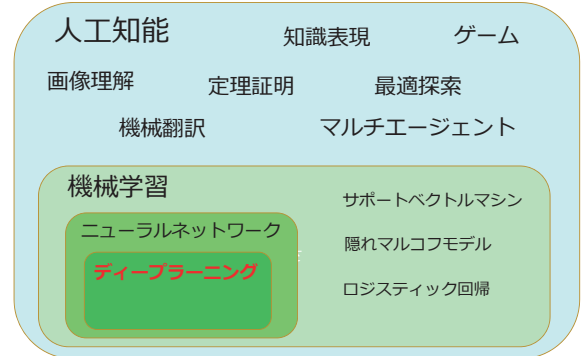 人工知能
知識表現
ゲーム
画像理解
定理証明
最適探索
機械翻訳
マルチエージェント
機械学習
サポートベクトルマシン
ニューラルネットワーク
隠れマルコフモデル
ディープラーニング
ロジスティック回帰